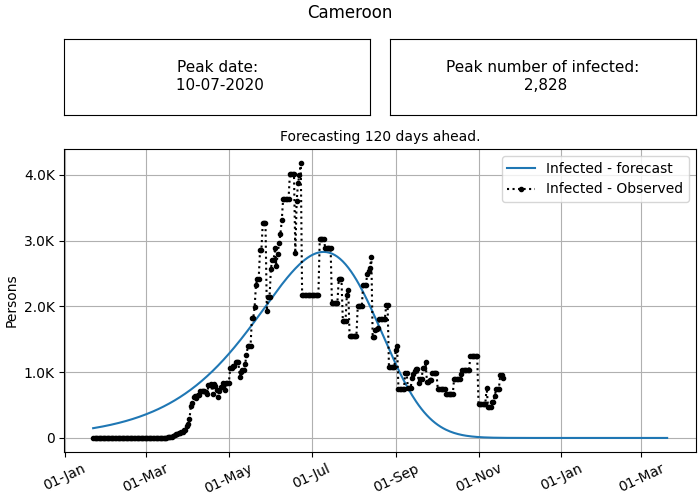 Cameroon
Peak date:
10-07-2020
Peak number of infected:
2,828
Forecasting 120 days ahead.
Infected - forecast
Infected - Observed
Persons
4.0K
3.0K
2.0K
1.0K
0
01-Jan
01-Mar
01-May
01-Jul
01-Sep
01-Nov
01-Jan
01-Mar